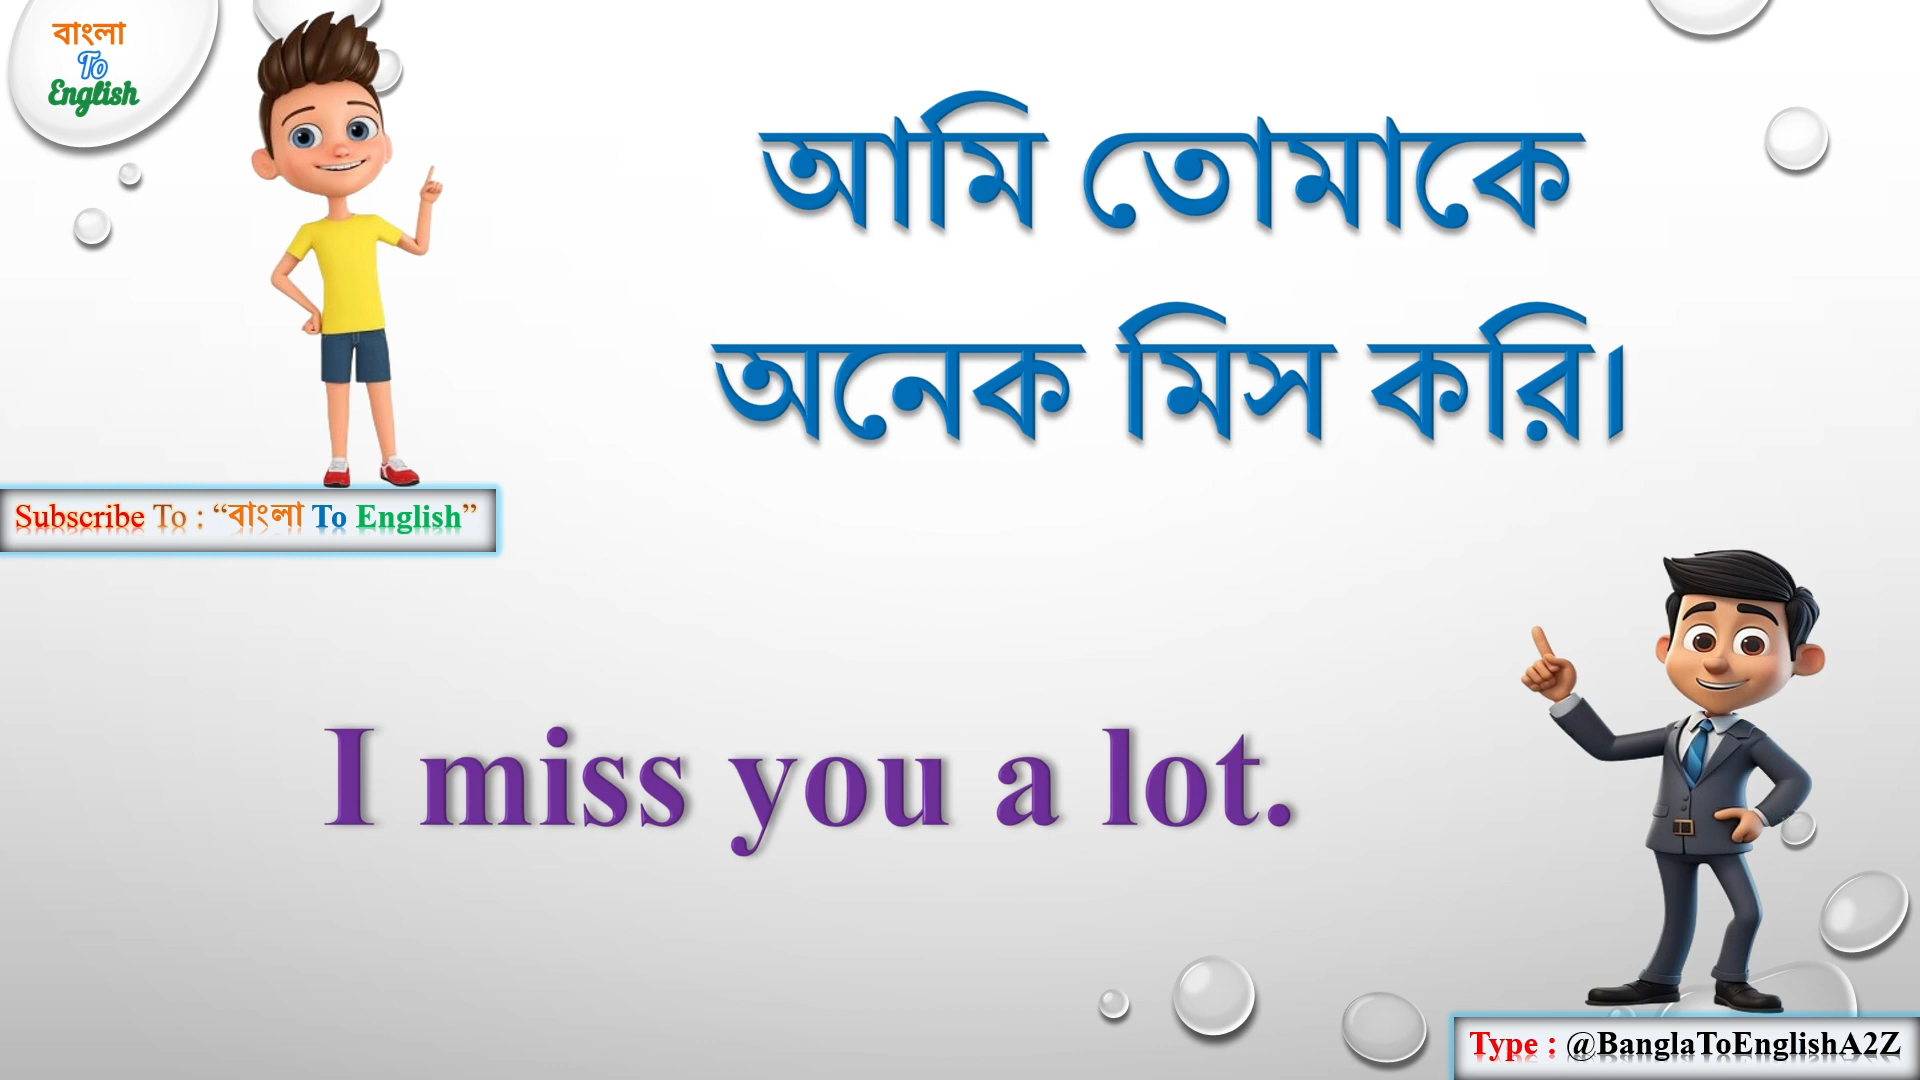 বাংলা
To
English
আমি তোমাকে
অনেক মিস করি।
Subscribe To : “বাংলা To English”
I miss you a lot.
Type : @BanglaToEnglishA2Z